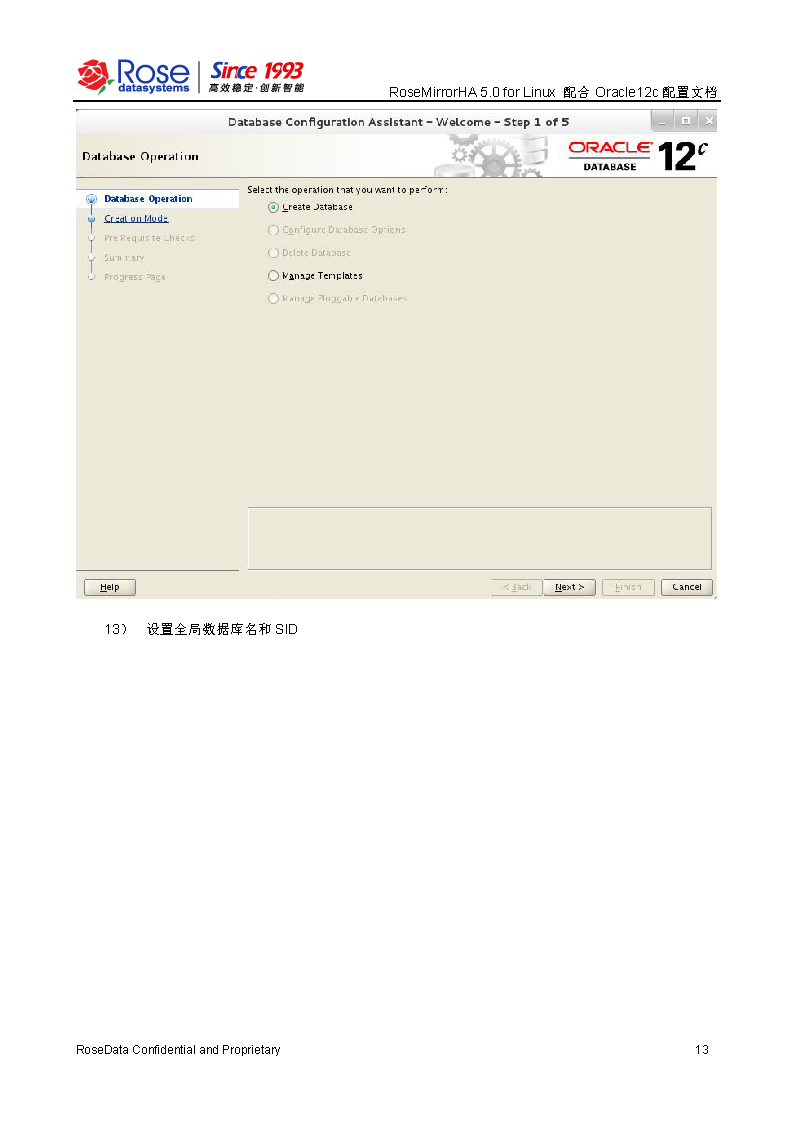 Rose
datasystems
Since 1993
高效稳定·创新智能
RoseMirrorHA 5.0 for Linux 配合 Oracle12c 配置文档
Database Configuration Assistant - Welcome - Step 1 of 5
Database Operation
ORACLE
DATABASE
12c
Database Operation
Creation Mode
Pre Requisite Checks
Summary
Progress Page
Select the operation that you want to perform:
Create Database
Configure Database Options
Delete Database
Manage Templates
Manage Pluggable Databases
Help
< Back
Next >
Finish
Cancel
13） 设置全局数据库名和 SID
RoseData Confidential and Proprietary
13